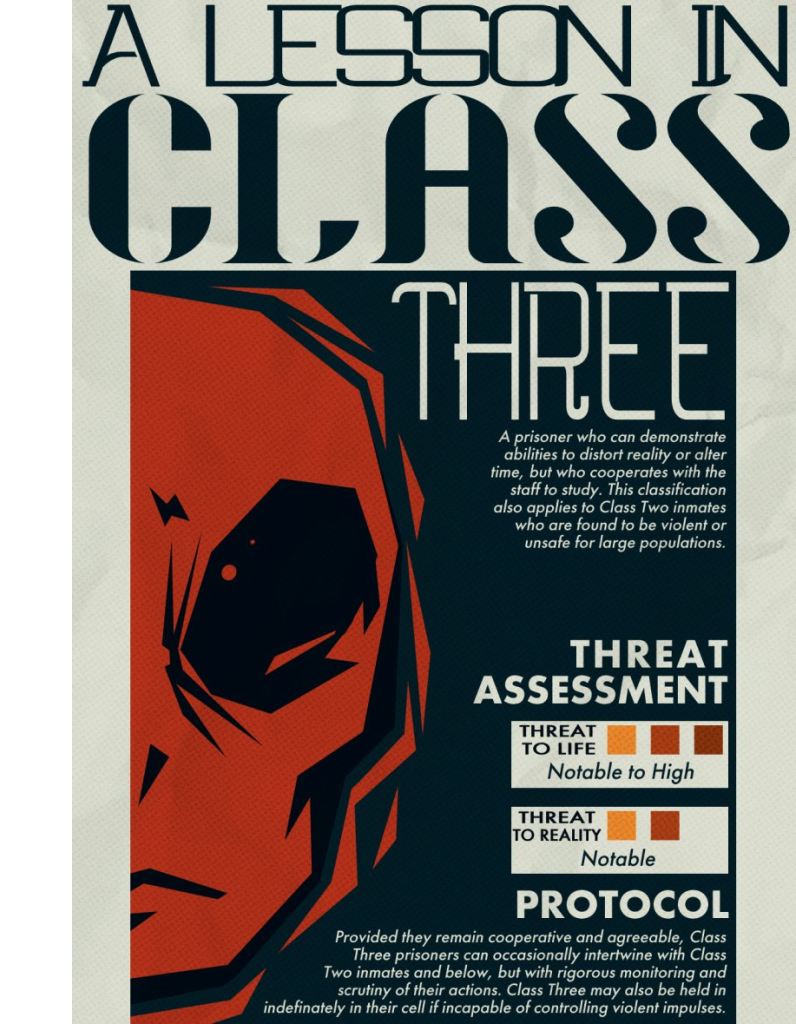 A LESSON IN
CLASS
THREE
A prisoner who can demonstrate
abilities to distort reality or alter
time, but who cooperates with the
staff to study. This classification
also applies to Class Two inmates
who are found to be violent or
unsafe for large populations.
THREAT
ASSESSMENT
THREAT
TO LIFE
Notable to High
THREAT
TO REALITY
Notable
PROTOCOL
Provided they remain cooperative and agreeable, Class
Three prisoners can occasionally intertwine with Class
Two inmates and below, but with rigorous monitoring and
scrutiny of their actions. Class Three may also be held in
indefinately in their cell if incapable of controlling violent impulses.